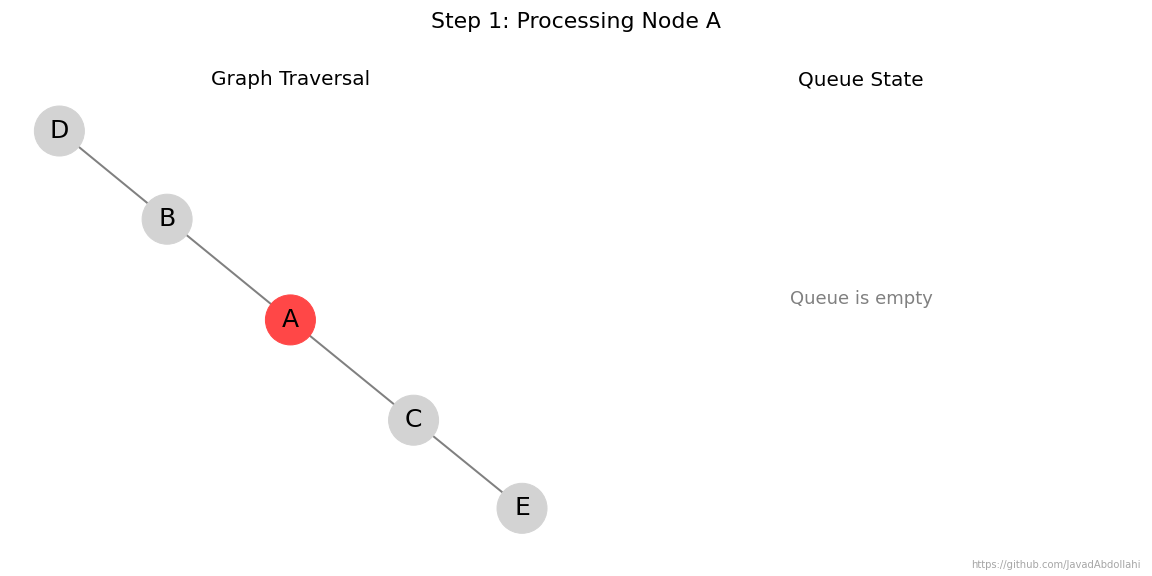 Step 1: Processing Node A
Graph Traversal
Queue State
D
B
A
C
E
Queue is empty
https://github.com/JavadAbdollahi